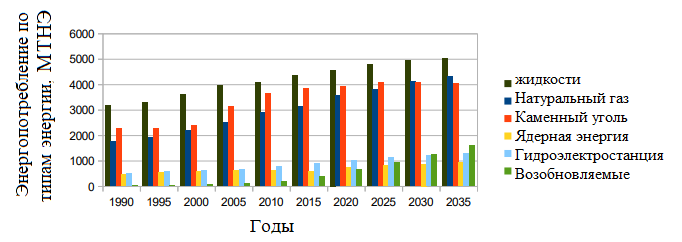 Энергопотребление по
типам энергии, МТНЭ
6000
5000
4000
3000
2000
1000
0
1990 1995 2000 2005 2010 2015 2020 2025 2030 2035
Годы
жидкости
Натуральный газ
Каменный уголь
Ядерная энергия
Гидроэлектростанция
Возобновляемые